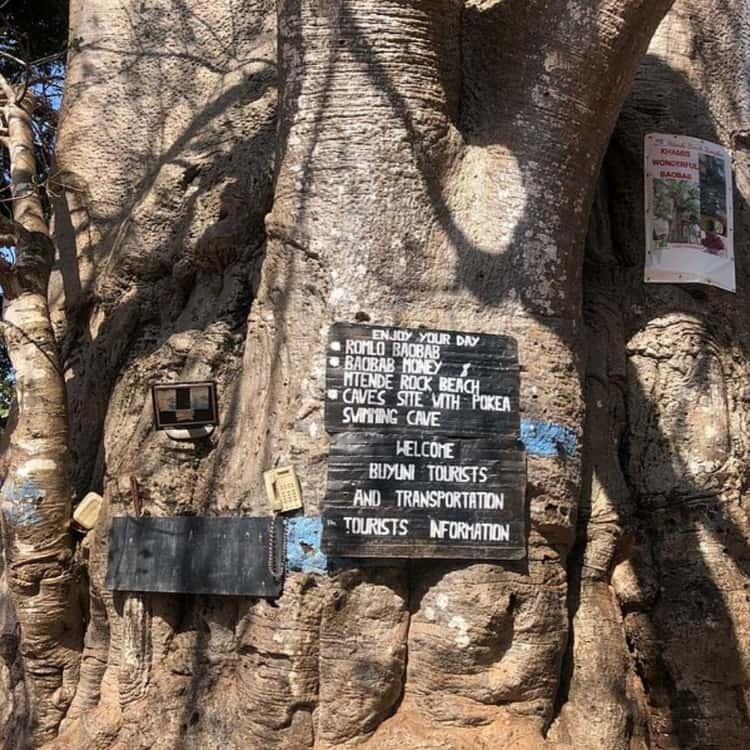 ENJOY YOUR DAY
ROMLO BAOBAB
BAOBAB MONEY &
MTENDE ROCK BEACH
CAVES SITE WITH POKEA
SWIMMING CAVE
WELCOME
BUYUNI TOURISTS
AND TRANSPORTATION
TOURISTS INFORMATION
KHAMIS
WONDERFUL
BAOBAB